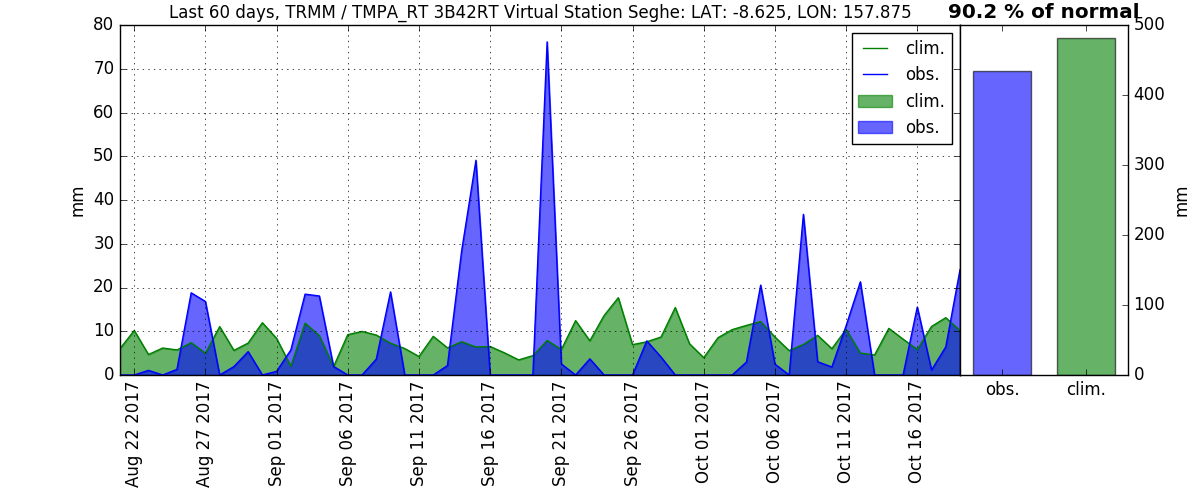 Last 60 days, TRMM / TMPA_RT 3B42RT Virtual Station Seghe: LAT: -8.625, LON: 157.875
90.2 % of normal
mm
80
70
60
50
40
30
20
10
0
clim.
obs.
clim.
obs.
Aug 22 2017
Aug 27 2017
Sep 01 2017
Sep 06 2017
Sep 11 2017
Sep 16 2017
Sep 21 2017
Sep 26 2017
Oct 01 2017
Oct 06 2017
Oct 11 2017
Oct 16 2017
500
400
300
200
100
0
mm
obs.
clim.